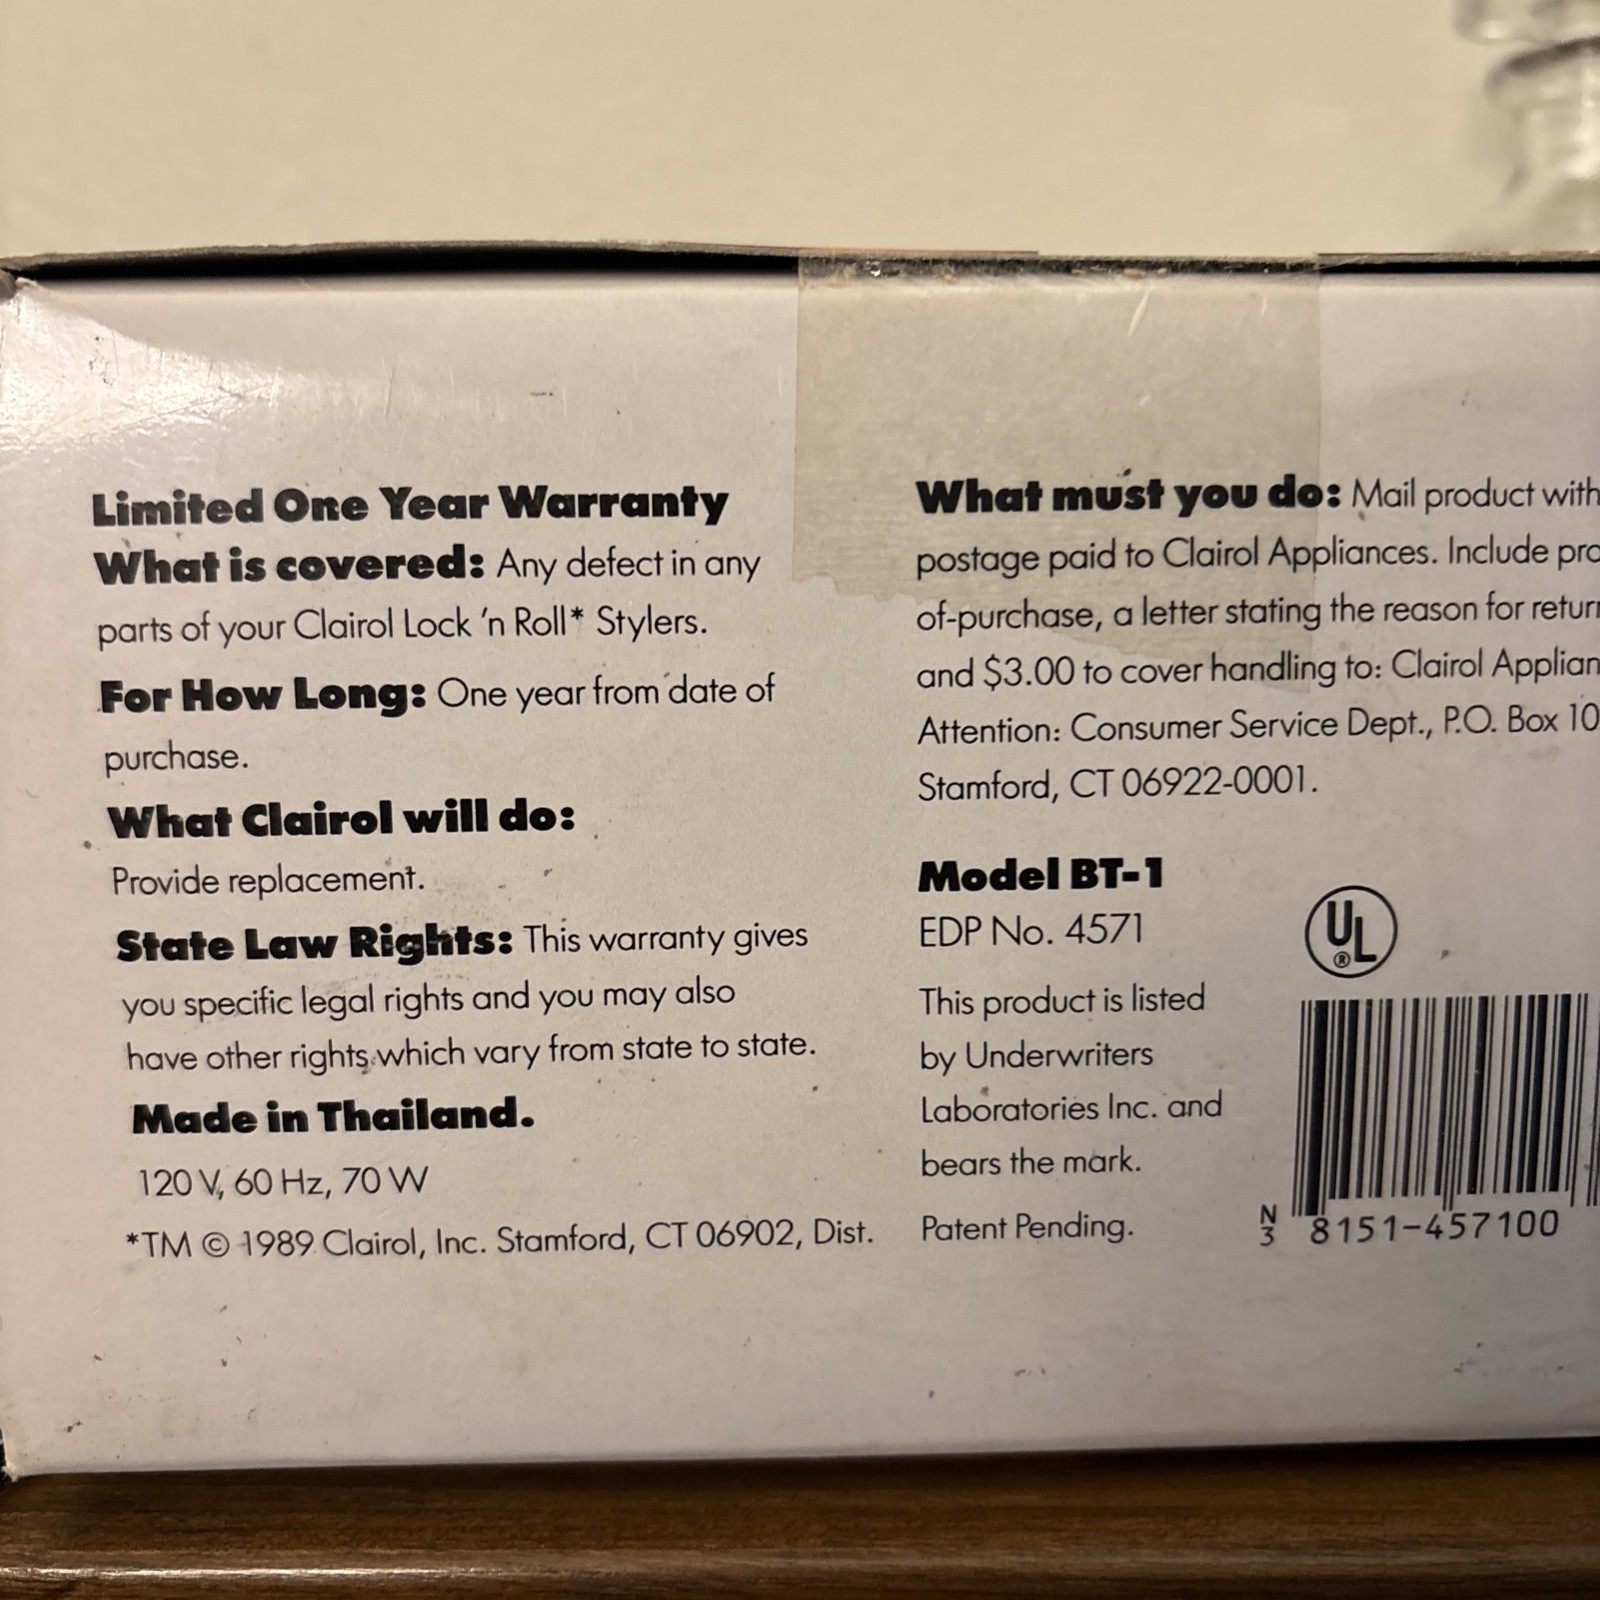 Limited One Year Warranty
What is covered: Any defect in any
parts of your Clairol Lock 'n Roll* Stylers.
For How Long: One year from date of
purchase.
What Clairol will do:
Provide replacement.
State Law Rights: This warranty gives
you specific legal rights and you may also
have other rights which vary from state to state.
Made in Thailand.
120 V, 60 Hz, 70 W
*TM © 1989 Clairol, Inc. Stamford, CT 06902, Dist.
What must you do: Mail product with
postage paid to Clairol Appliances. Include
of-purchase, a letter stating the reason for
and $3.00 to cover handling to: Clairol
Attention: Consumer Service Dept., P.O. Box
Stamford, CT 06922-0001.
Model BT-1
EDP No. 4571
UL
®
This product is listed
by Underwriters
Laboratories Inc. and
bears the mark.
Patent Pending.
N
3
8151-457100